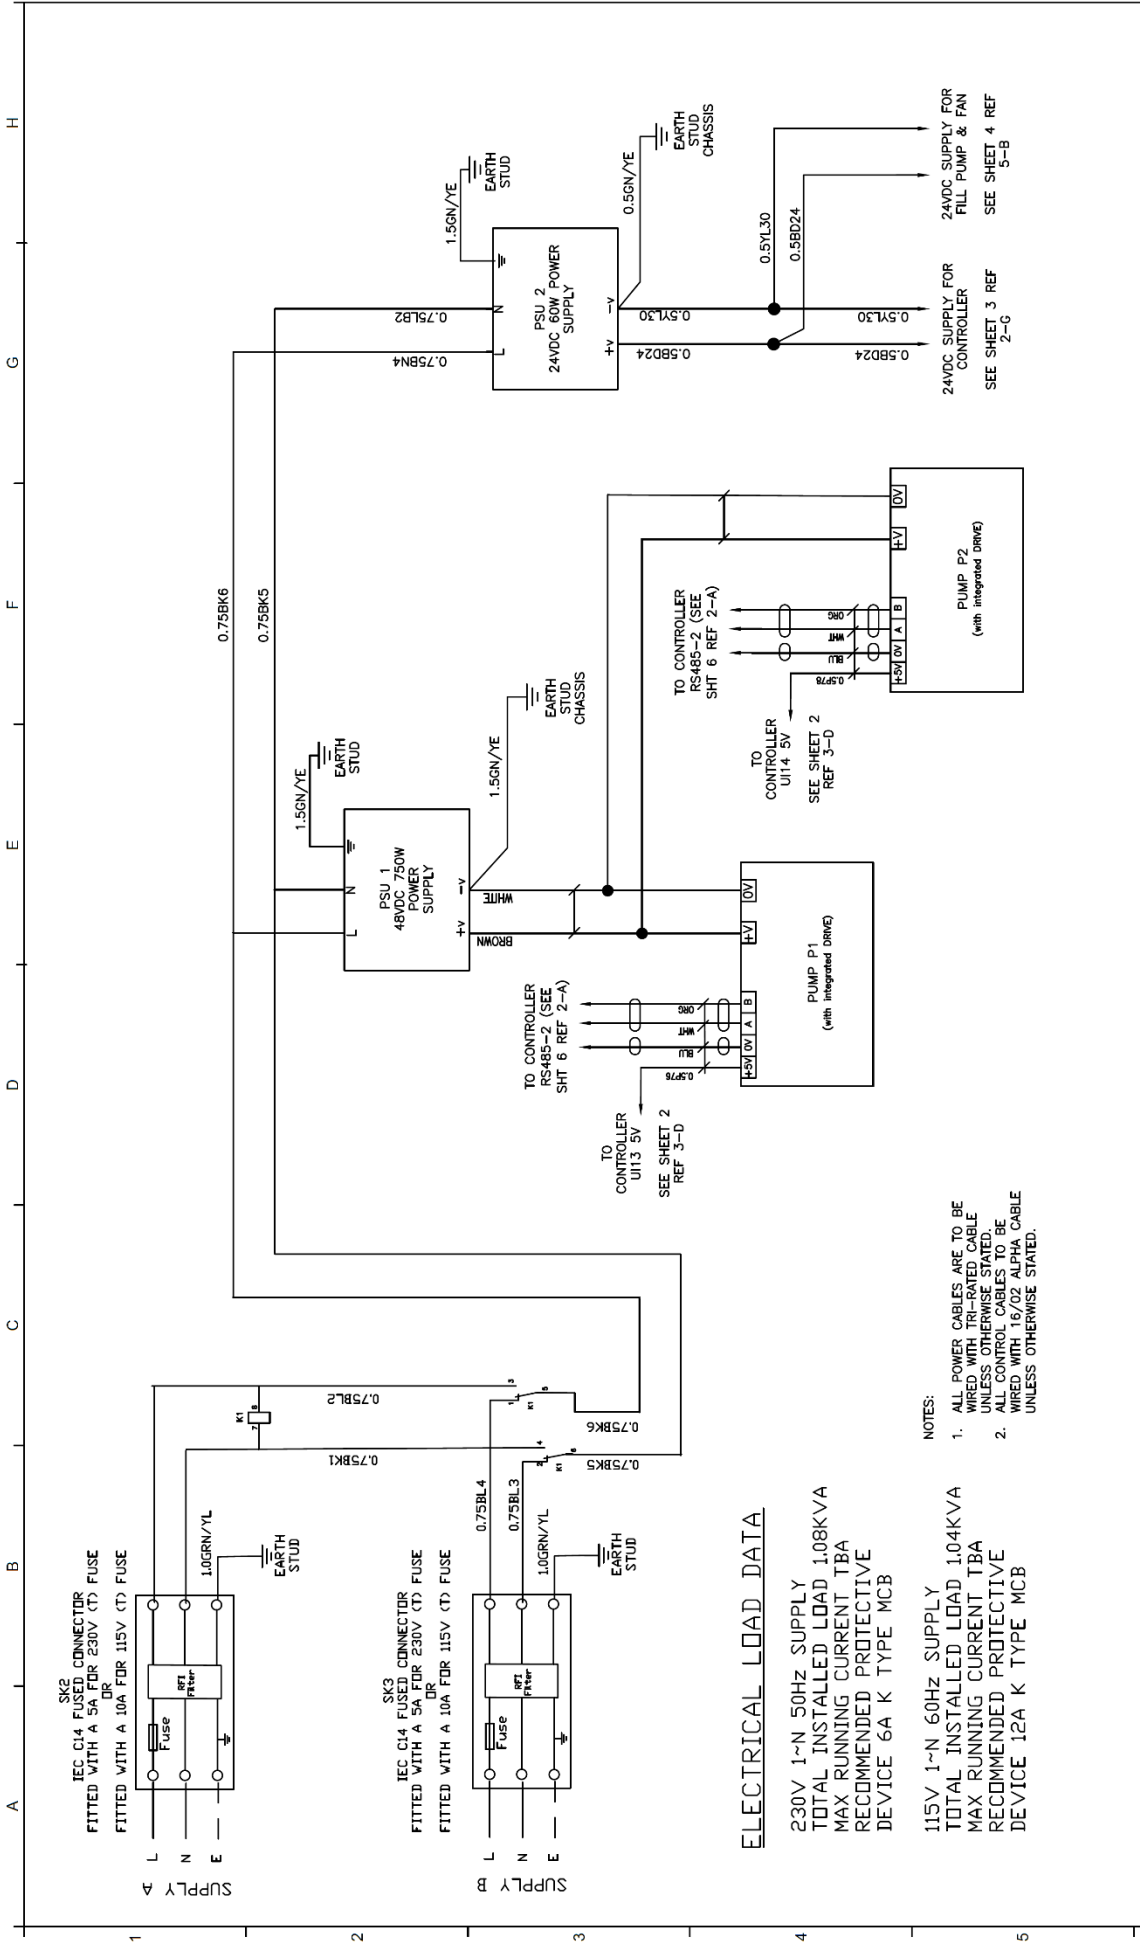 A
B
C
D
E
F
G
H
1
2
3
4
5
SK2
IEC C14 FUSED CONNECTOR
FITTED WITH A 5A FOR 230V (T) FUSE
OR
FITTED WITH A 10A FOR 115V (T) FUSE
L
N
E
SUPPLY A
Fuse
RFI
Filter
1.0GRN/YL
EARTH
STUD
K1
7
8
0.75BL2
0.75BK1
SK3
IEC C14 FUSED CONNECTOR
FITTED WITH A 5A FOR 230V (T) FUSE
OR
FITTED WITH A 10A FOR 115V (T) FUSE
L
N
E
SUPPLY B
Fuse
RFI
Filter
1.0GRN/YL
EARTH
STUD
0.75BL4
0.75BL3
1
3
5
K1
2
4
6
K1
0.75BK6
0.75BK5
0.75BK6
0.75BK5
1.5GN/YE
EARTH
STUD
L
N
PSU 1
48VDC 750W
POWER
SUPPLY
+V
-V
1.5GN/YE
EARTH
STUD
CHASSIS
BROWN
WHITE
TO CONTROLLER
RS485-2 (SEE
SHT 6 REF 2-A)
TO
CONTROLLER
UI13 5V
SEE SHEET 2
REF 3-D
0.5P76
BLU
WHT
ORG
+5V
0V
A
B
+V
0V
PUMP P1
(with integrated DRIVE)
TO CONTROLLER
RS485-2 (SEE
SHT 6 REF 2-A)
TO
CONTROLLER
UI14 5V
SEE SHEET 2
REF 3-D
0.5P78
BLU
WHT
ORG
+5V
0V
A
B
+V
0V
PUMP P2
(with integrated DRIVE)
0.75BN4
0.75LB2
1.5GN/YE
EARTH
STUD
L
N
PSU 2
24VDC 60W POWER
SUPPLY
+V
-V
0.5GN/YE
EARTH
STUD
CHASSIS
0.5BD24
0.5YL30
0.5YL30
0.5BD24
0.5BD24
0.5YL30
24VDC SUPPLY FOR
CONTROLLER
SEE SHEET 3 REF
2-G
24VDC SUPPLY FOR
FILL PUMP & FAN
SEE SHEET 4 REF
5-B
ELECTRICAL LOAD DATA
230V 1~N 50Hz SUPPLY
TOTAL INSTALLED LOAD 1.08KVA
MAX RUNNING CURRENT TBA
RECOMMENDED PROTECTIVE
DEVICE 6A K TYPE MCB
115V 1~N 60Hz SUPPLY
TOTAL INSTALLED LOAD 1.04KVA
MAX RUNNING CURRENT TBA
RECOMMENDED PROTECTIVE
DEVICE 12A K TYPE MCB
NOTES:
1. ALL POWER CABLES ARE TO BE
WIRED WITH TRI-RATED CABLE
UNLESS OTHERWISE STATED.
2. ALL CONTROL CABLES TO BE
WIRED WITH 16/02 ALPHA CABLE
UNLESS OTHERWISE STATED.